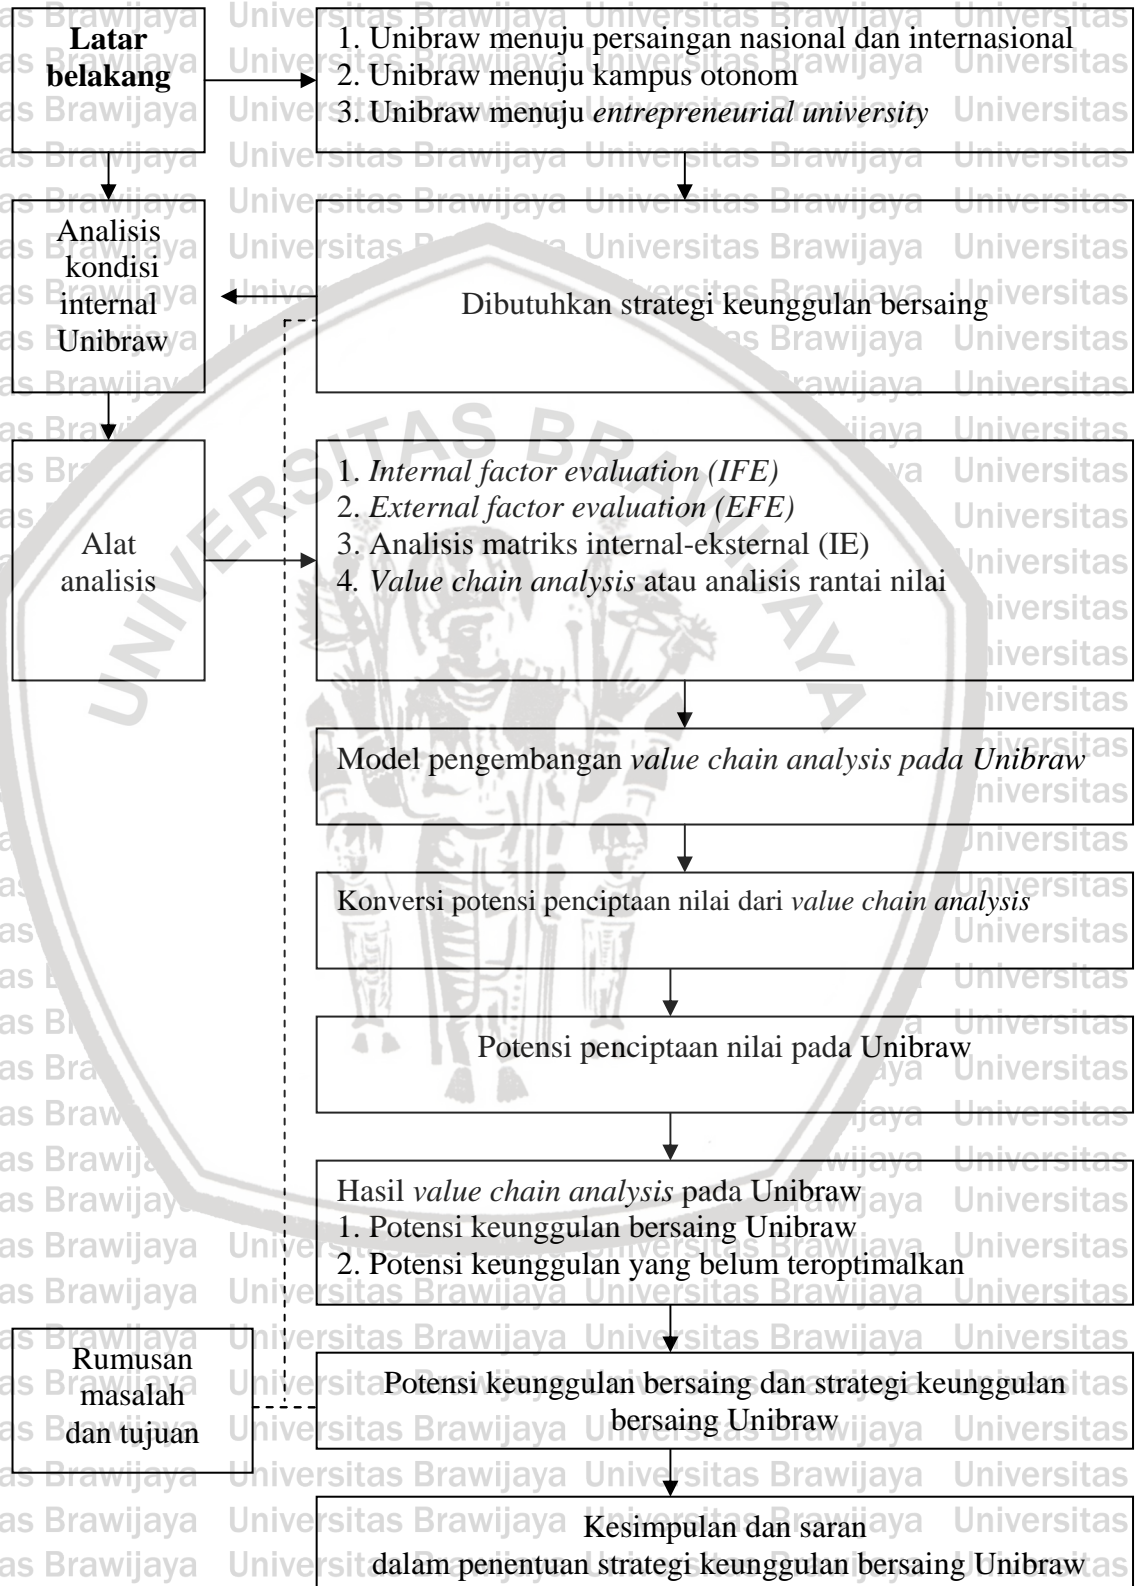 Latar
belakang
1. Unibraw menuju persaingan nasional dan internasional
2. Unibraw menuju kampus otonom
3. Unibraw menuju entrepreneurial university
Analisis
kondisi
internal
Unibraw
Dibutuhkan strategi keunggulan bersaing
Alat
analisis
1. Internal factor evaluation (IFE)
2. External factor evaluation (EFE)
3. Analisis matriks internal-eksternal (IE)
4. Value chain analysis atau analisis rantai nilai
Model pengembangan value chain analysis pada Unibraw
Konversi potensi penciptaan nilai dari value chain analysis
Potensi penciptaan nilai pada Unibraw
Hasil value chain analysis pada Unibraw
1. Potensi keunggulan bersaing Unibraw
2. Potensi keunggulan yang belum teroptimalkan
Rumusan
masalah
dan tujuan
Potensi keunggulan bersaing dan strategi keunggulan
bersaing Unibraw
Kesimpulan dan saran
dalam penentuan strategi keunggulan bersaing Unibraw
UNIVERSITAS BRAWIJAYA